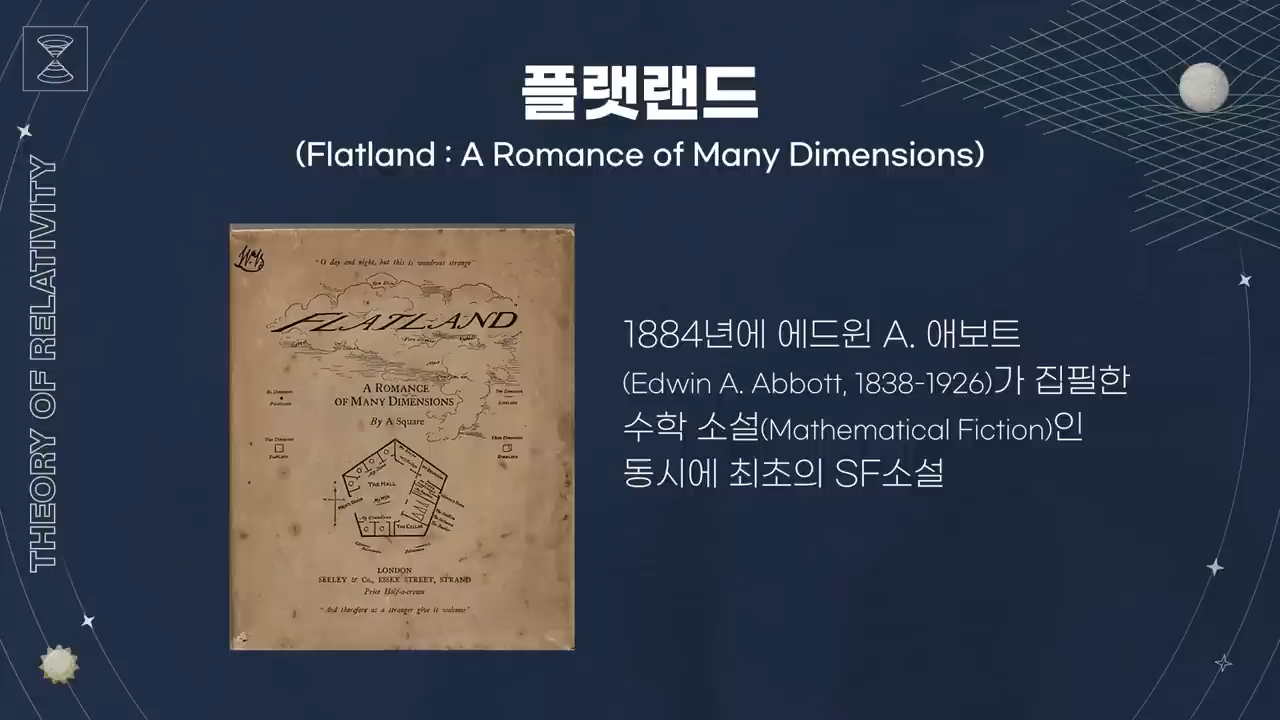 플랫랜드
(Flatland : A Romance of Many Dimensions)
THEORY OF RELATIVITY
"O day and night, but this is wondrous strange"
FLATLAND
A ROMANCE
OF MANY DIMENSIONS
By A Square
THE HALL
THE CELLAR
LONDON
SEELEY & Co., ESSEX STREET, STRAND
Price Half-a-crown
"And therefore as a stranger give it welcome"
1884년에 에드윈 A. 애보트
(Edwin A. Abbott, 1838-1926)가 집필한
수학 소설(Mathematical Fiction)인
동시에 최초의 SF소설